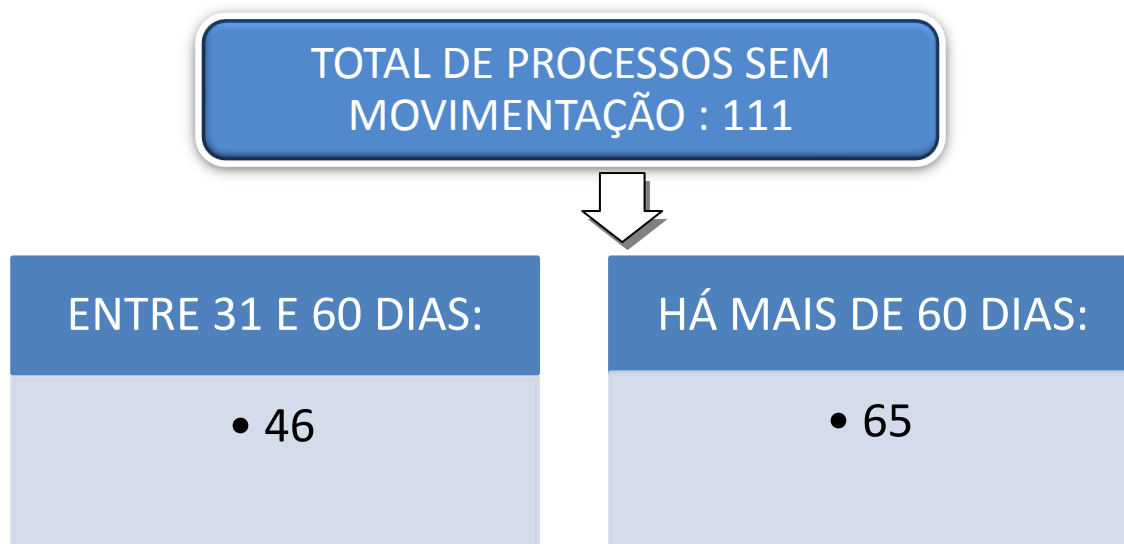 TOTAL DE PROCESSOS SEM
MOVIMENTAÇÃO : 111
ENTRE 31 E 60 DIAS:
• 46
HÁ MAIS DE 60 DIAS:
• 65